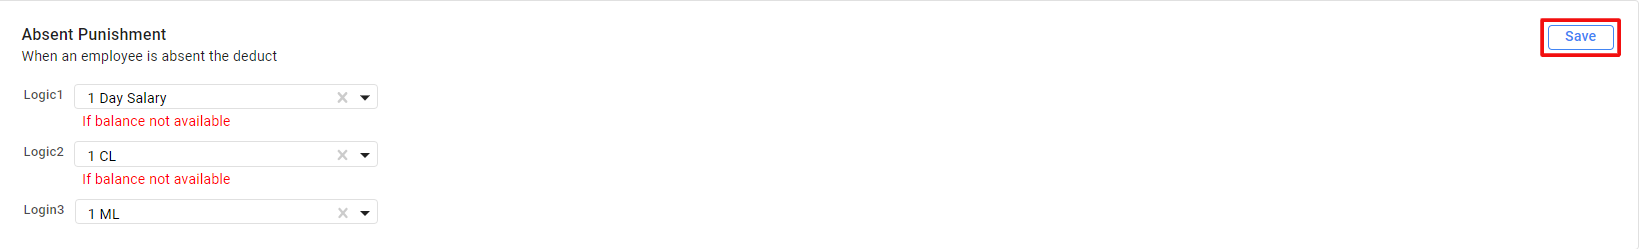 Absent Punishment
Save
When an employee is absent the deduct
Logic1 1 Day Salary
If balance not available
Logic2 1 CL
If balance not available
Login3 1 ML